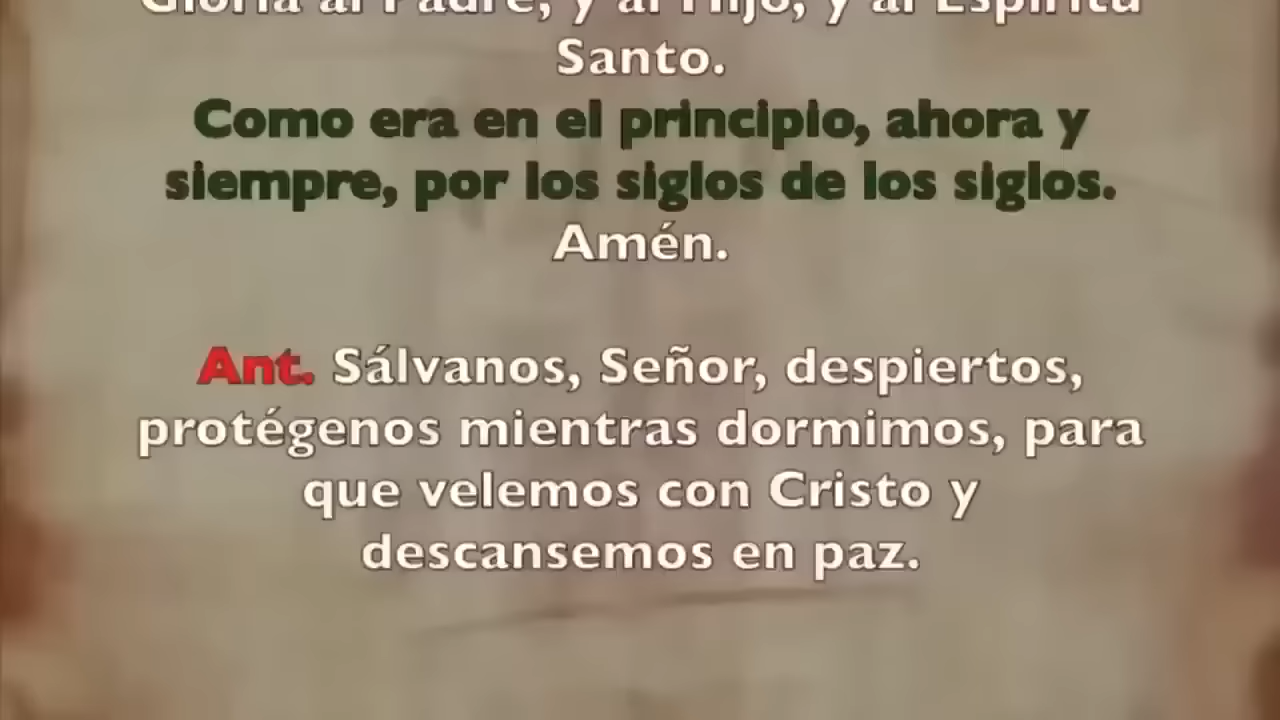 Gloria al Padre, y al Hijo, y al Espíritu
Santo.
Como era en el principio, ahora y
siempre, por los siglos de los siglos.
Amén.
Ant. Sálvanos, Señor, despiertos,
protégenos mientras dormimos, para
que velemos con Cristo y
descansemos en paz.